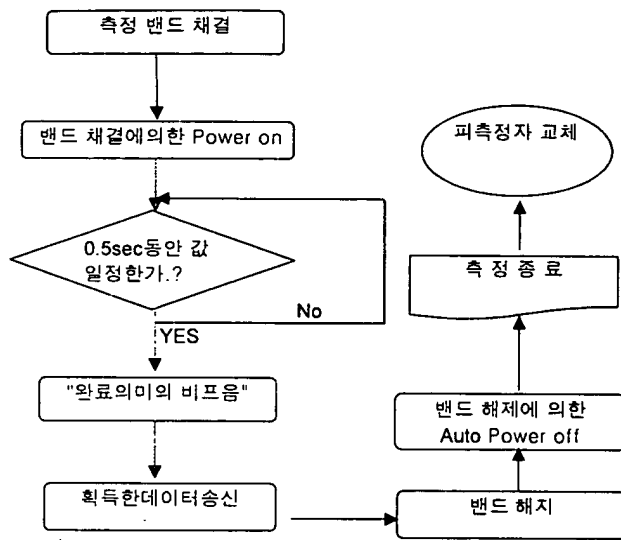 측정 밴드 채결
밴드 채결에의한 Power on
0.5sec동안 값
일정한가.?
No
YES
"완료의미의 비프음"
획득한데이터송신
밴드 해지
밴드 해제에 의한
Auto Power off
측 정 종 료
피측정자 교체